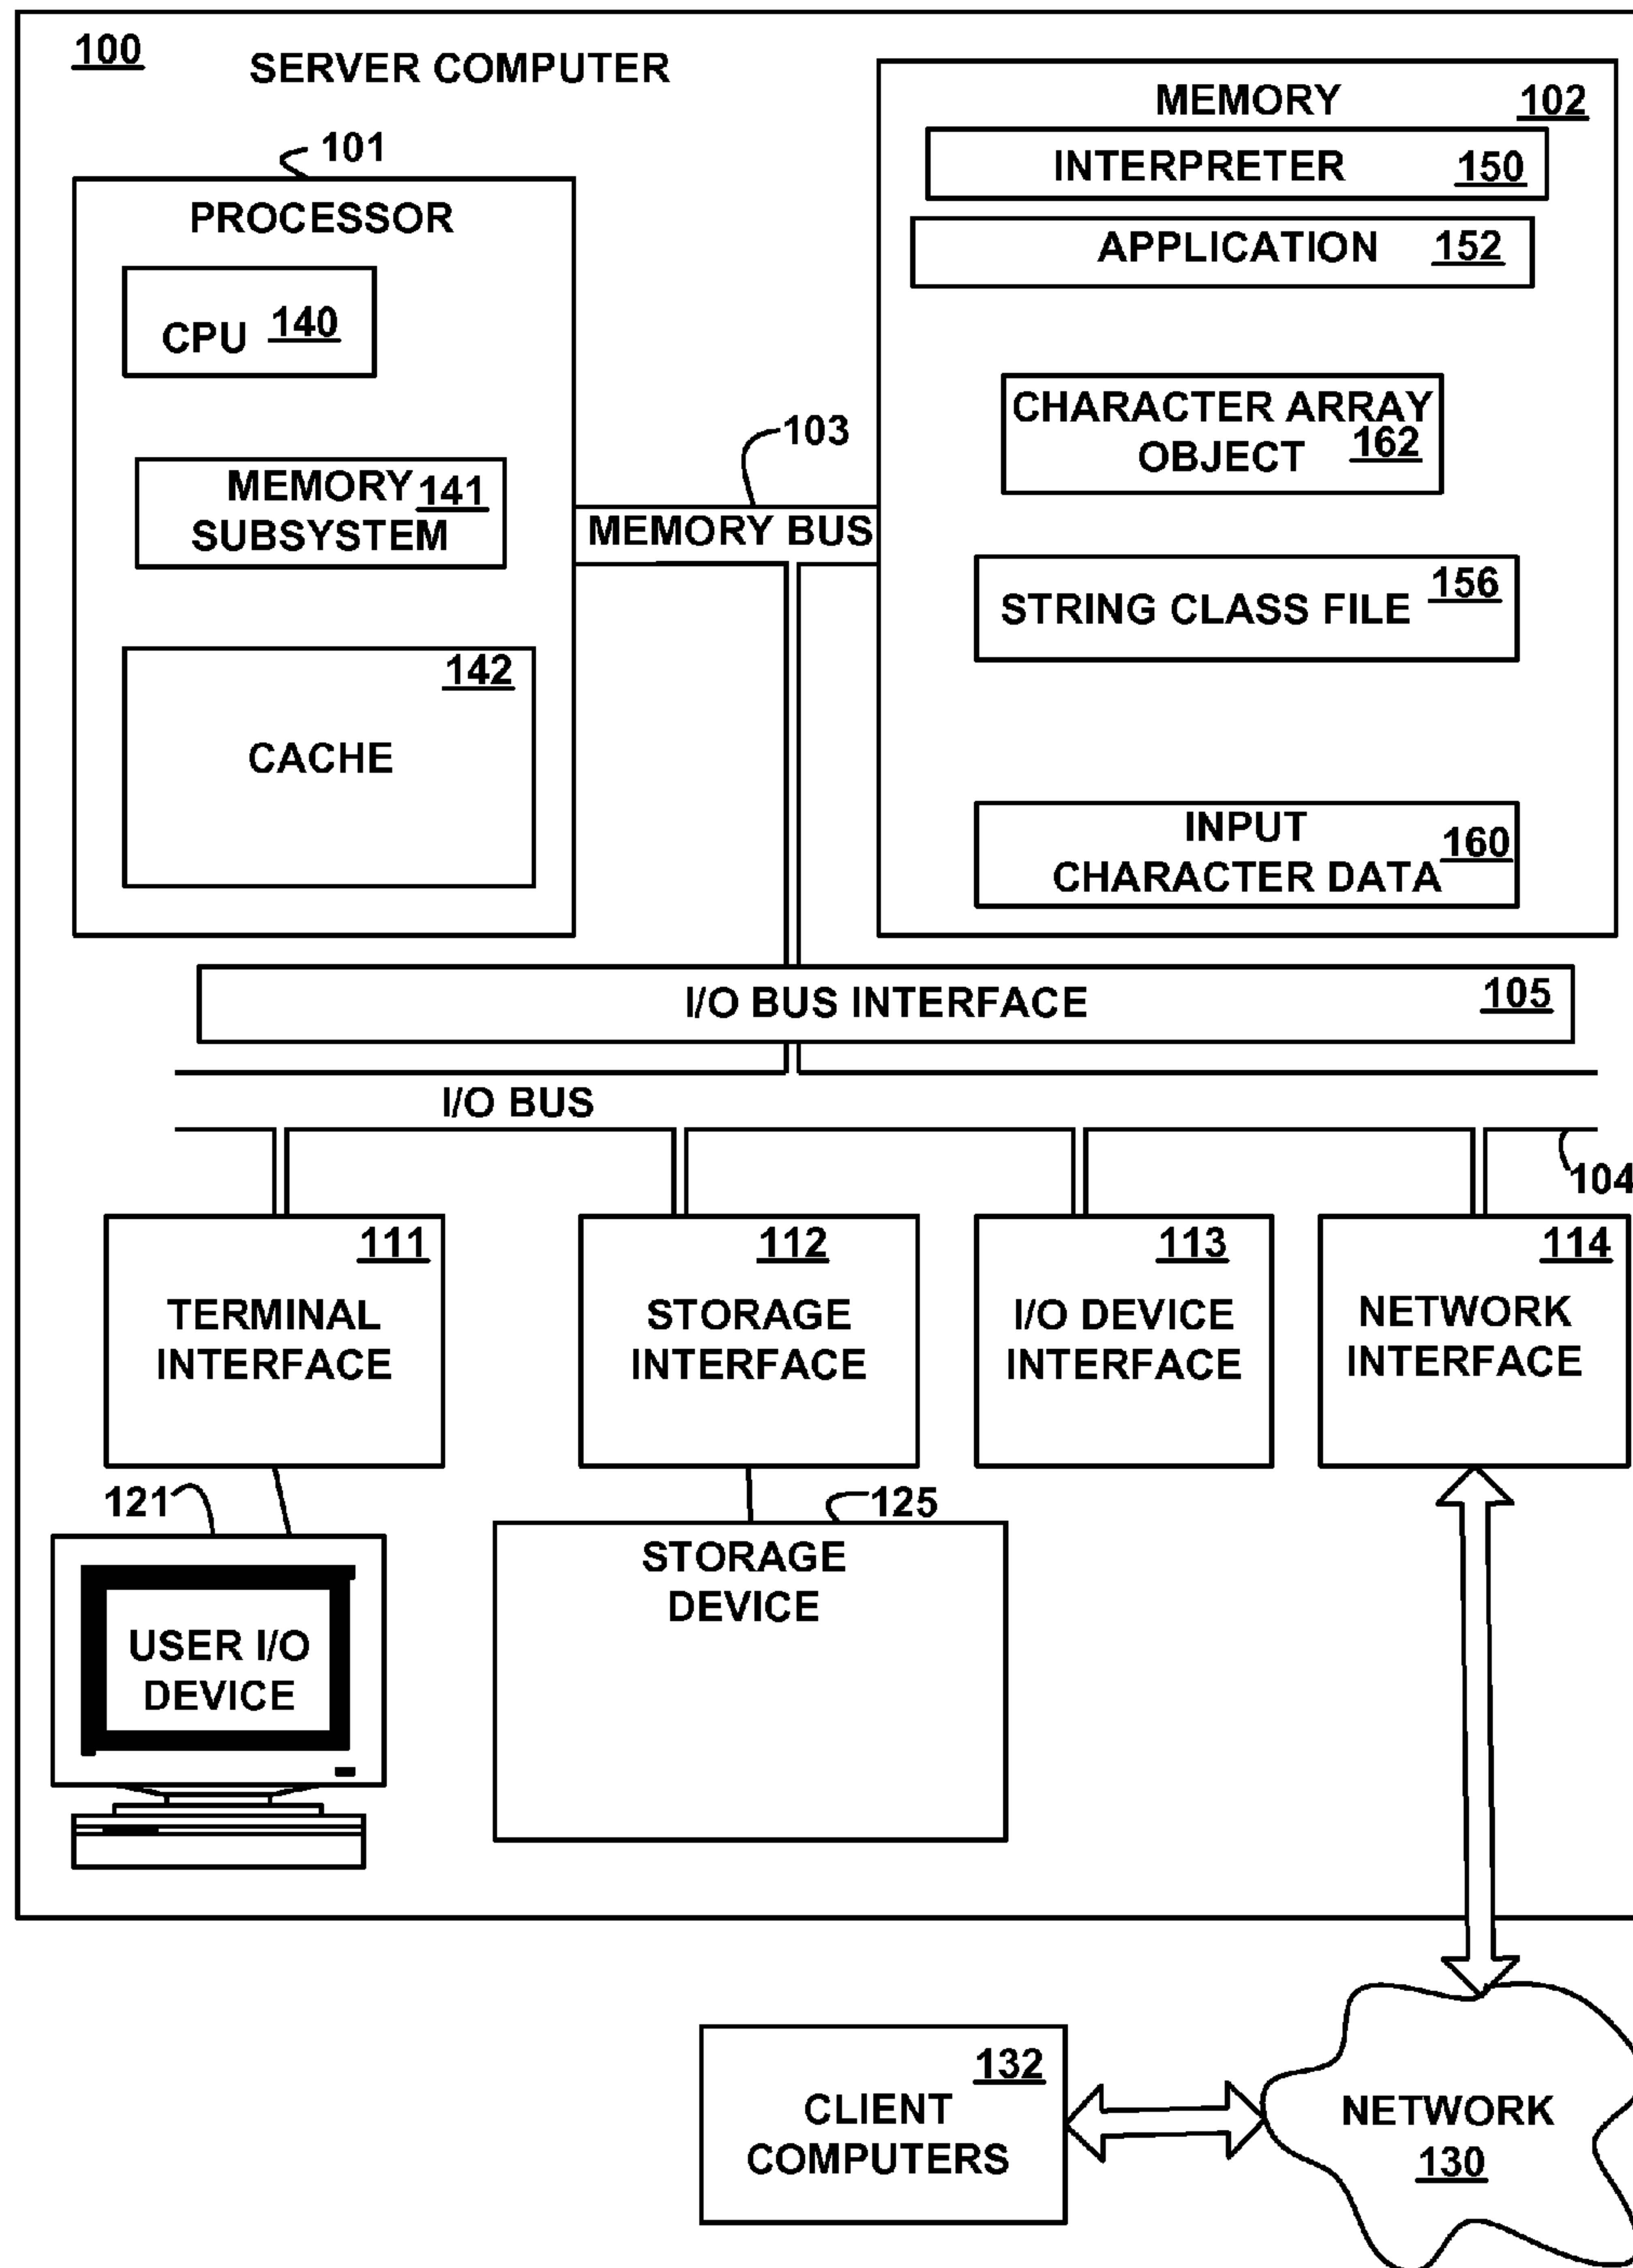 100
SERVER COMPUTER
101
PROCESSOR
CPU 140
MEMORY 141
SUBSYSTEM
142
CACHE
103
MEMORY BUS
MEMORY 102
INTERPRETER 150
APPLICATION 152
CHARACTER ARRAY
OBJECT 162
STRING CLASS FILE 156
INPUT
CHARACTER DATA 160
I/O BUS INTERFACE 105
I/O BUS
104
111
TERMINAL
INTERFACE
112
STORAGE
INTERFACE
113
I/O DEVICE
INTERFACE
114
NETWORK
INTERFACE
121
USER I/O
DEVICE
125
STORAGE
DEVICE
132
CLIENT
COMPUTERS
NETWORK
130